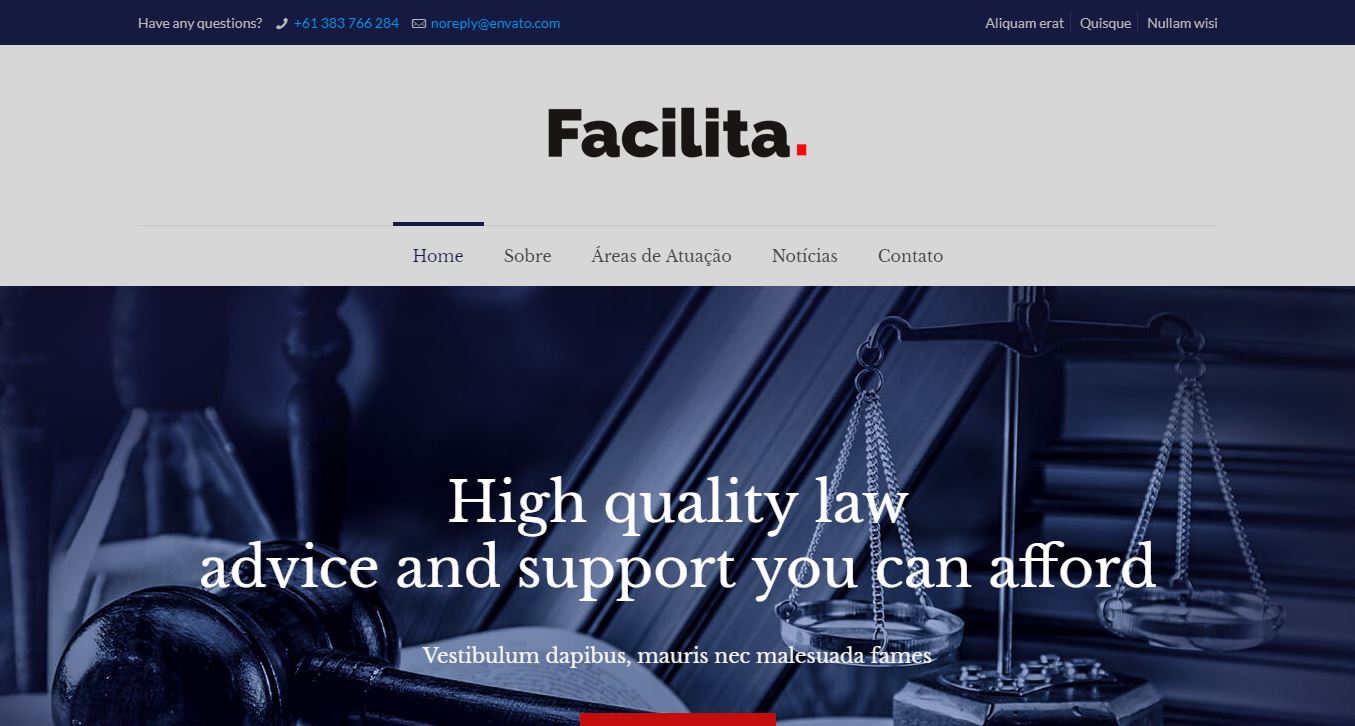 Have any questions? +61 383 766 284 noreply@envato.com Aliquam erat Quisque Nullam wisi
Facilita.
Home Sobre Áreas de Atuação Notícias Contato
High quality law
advice and support you can afford
Vestibulum dapibus, mauris nec malesuada fames